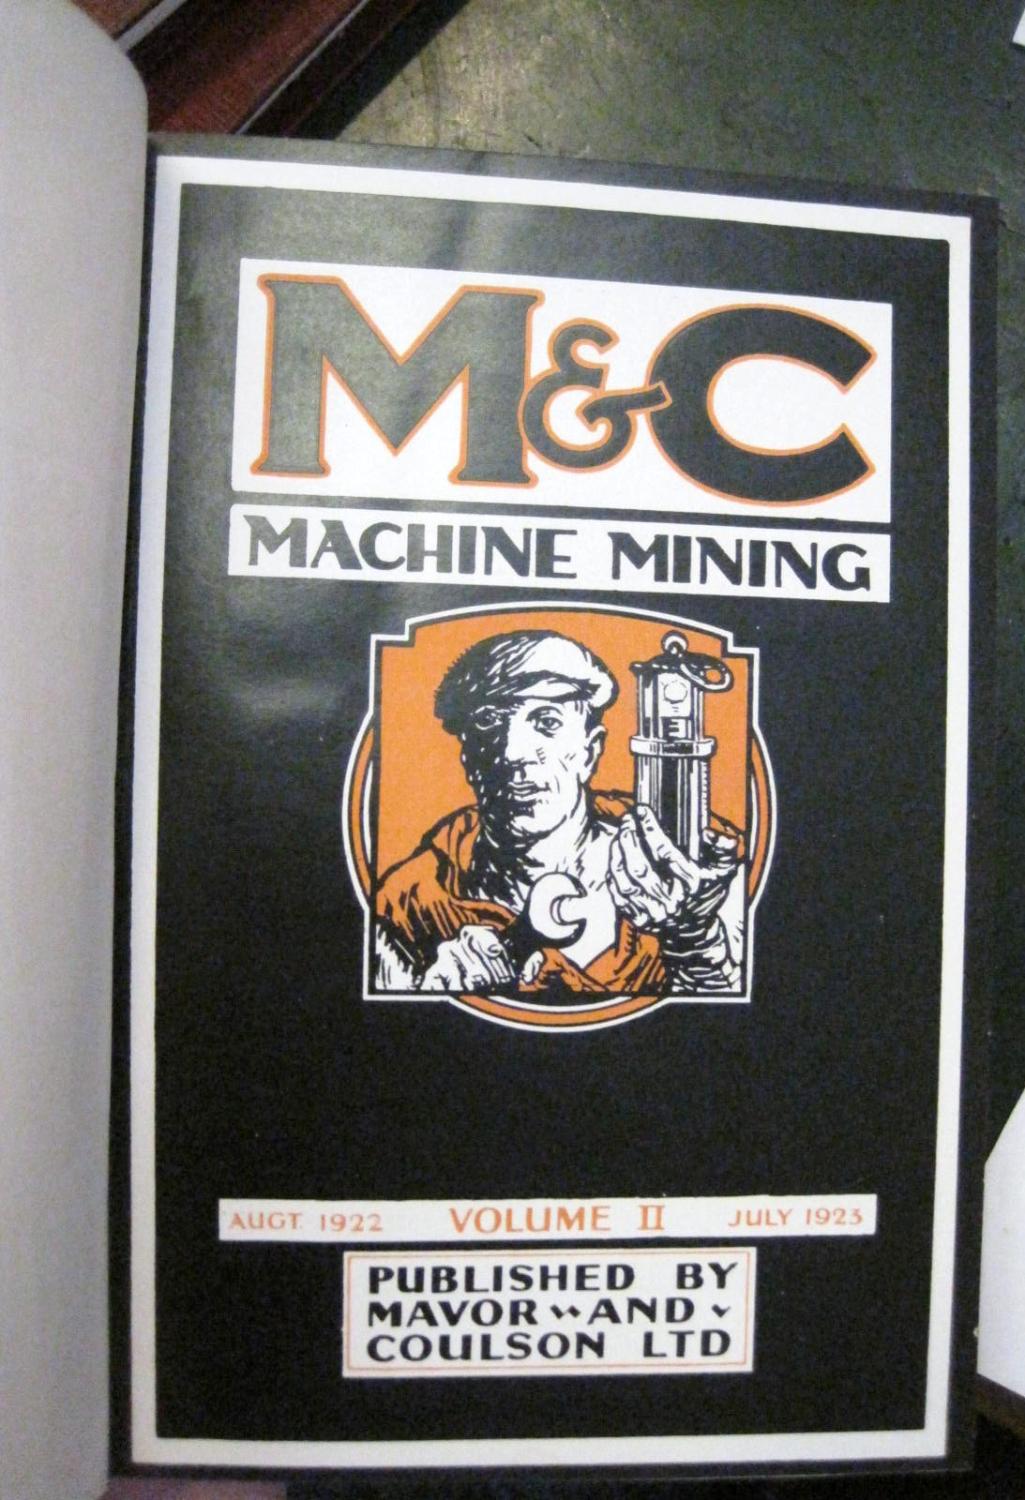 M&C
MACHINE MINING
AUGT. 1922 VOLUME II JULY 1923
PUBLISHED BY
MAVOR AND
COULSON LTD